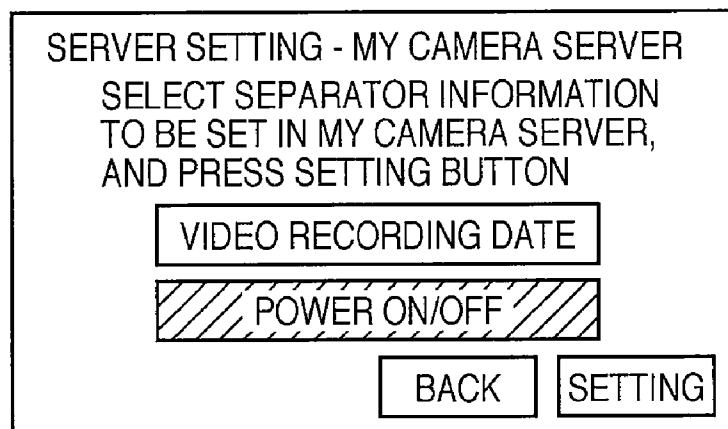 SERVER SETTING - MY CAMERA SERVER
SELECT SEPARATOR INFORMATION
TO BE SET IN MY CAMERA SERVER,
AND PRESS SETTING BUTTON
VIDEO RECORDING DATE
POWER ON/OFF
BACK SETTING